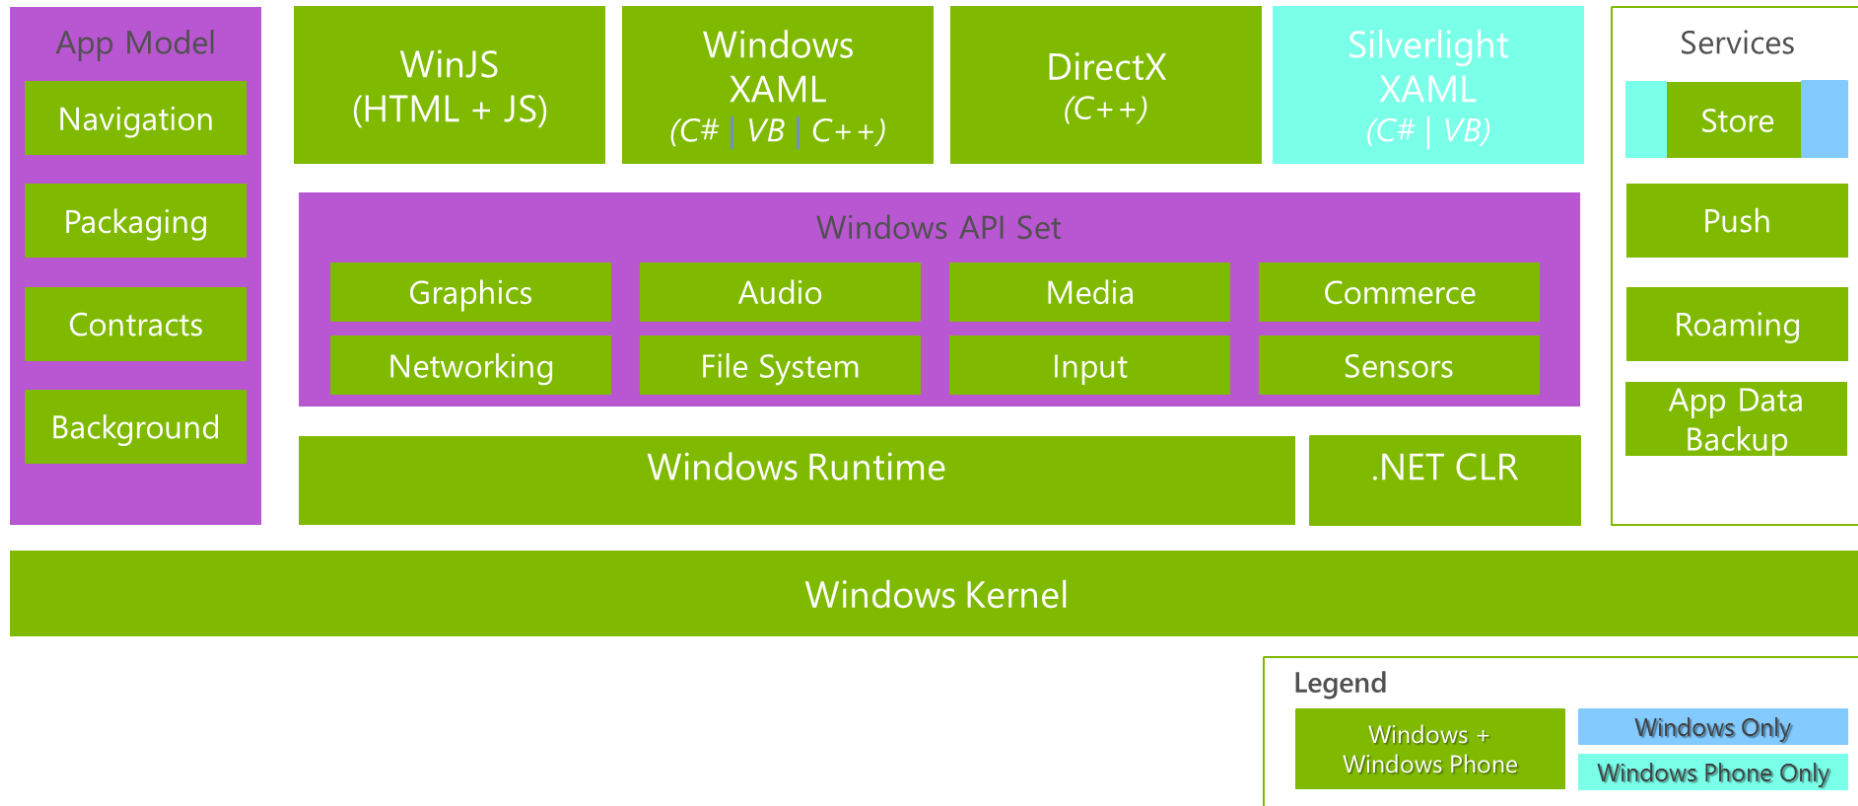 App Model
Navigation
Packaging
Contracts
Background
WinJS
(HTML + JS)
Windows
XAML
(C# | VB | C++)
DirectX
(C++)
Silverlight
XAML
(C# | VB)
Windows API Set
Graphics
Audio
Media
Commerce
Networking
File System
Input
Sensors
Windows Runtime
.NET CLR
Services
Store
Push
Roaming
App Data
Backup
Windows Kernel
Legend
Windows +
Windows Phone
Windows Only
Windows Phone Only